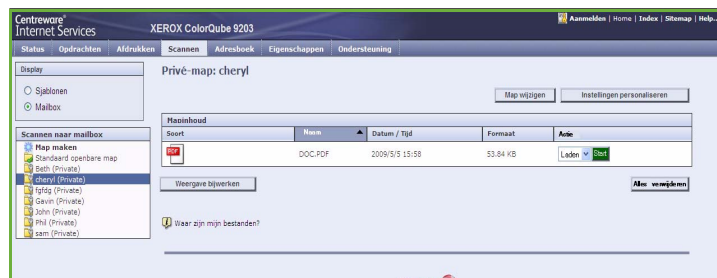 Centreware®
Internet Services
XEROX ColorQube 9203
Aanmelden | Home | Index | Sitemap | Help
Status Opdrachten Afdrukken Scannen Adresboek Eigenschappen Ondersteuning
Display
Sjablonen
Mailbox
Scannen naar mailbox
Map maken
Standaard openbare map
Beth (Private)
cheryl (Private)
fgfdg (Private)
Gavin (Private)
John (Private)
Phil (Private)
sam (Private)
Privé-map: cheryl
Map wijzigen Instellingen personaliseren
Mapinhoud
Soort Naam Datum / Tijd Formaat Actie
PDF DOC.PDF 2009/5/5 15:58 53.84 KB Laden Start
Weergave bijwerken Alles verwijderen
Waar zijn mijn bestanden?